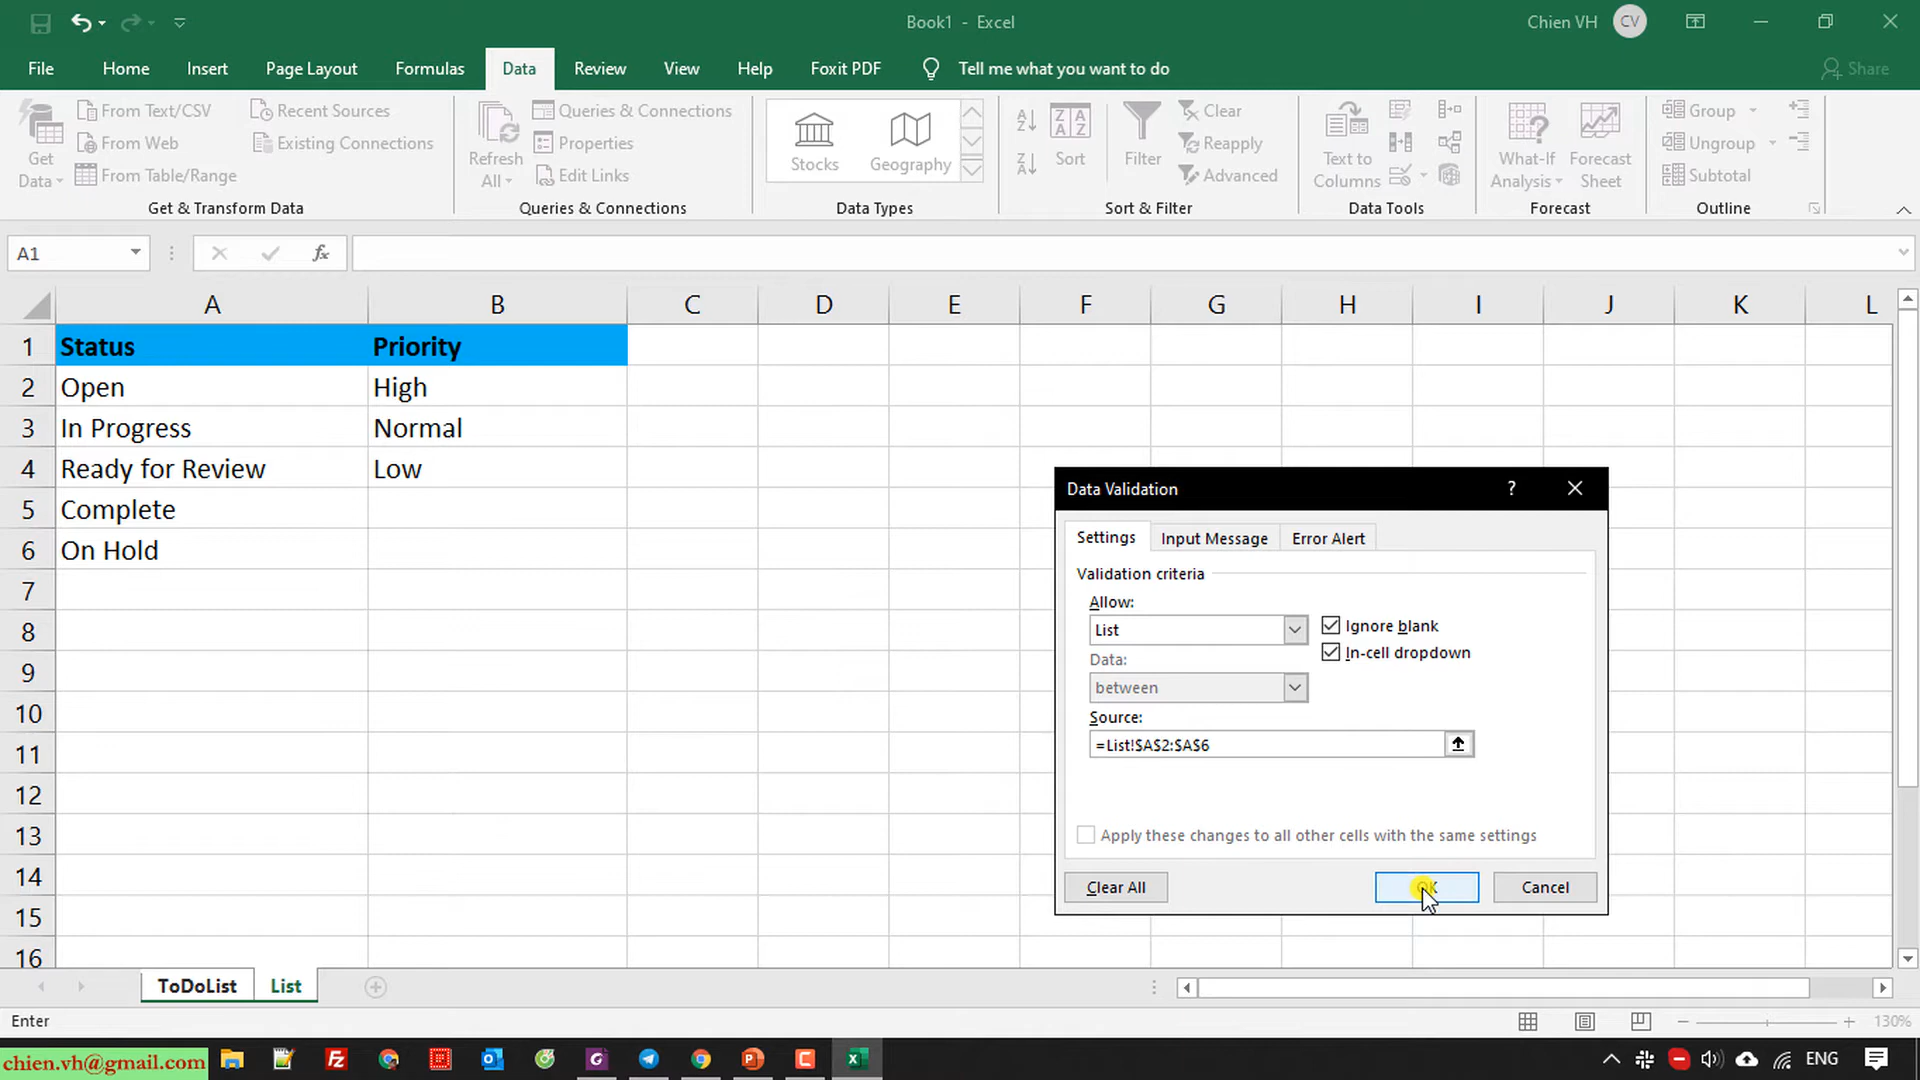 Book1 - Excel
Chien VH
CV
File
Home
Insert
Page Layout
Formulas
Data
Review
View
Help
Foxit PDF
Tell me what you want to do
Share
Get
Data
From Text/CSV
From Web
From Table/Range
Recent Sources
Existing Connections
Get & Transform Data
Refresh
All
Queries & Connections
Properties
Edit Links
Queries & Connections
Stocks
Geography
Data Types
Sort
Filter
Clear
Reapply
Advanced
Sort & Filter
Text to
Columns
Data Tools
What-If
Analysis
Forecast
Sheet
Forecast
Group
Ungroup
Subtotal
Outline
A1
fx
A B C D E F G H I J K L
1 Status Priority
2 Open High
3 In Progress Normal
4 Ready for Review Low
5 Complete
6 On Hold
7
8
9
10
11
12
13
14
15
16
Data Validation
?
Settings
Input Message
Error Alert
Validation criteria
Allow:
List
Ignore blank
In-cell dropdown
Data:
between
Source:
=List!$A$2:$A$6
Apply these changes to all other cells with the same settings
Clear All
OK
Cancel
ToDoList
List
Enter
130%
chien.vh@gmail.com
ENG